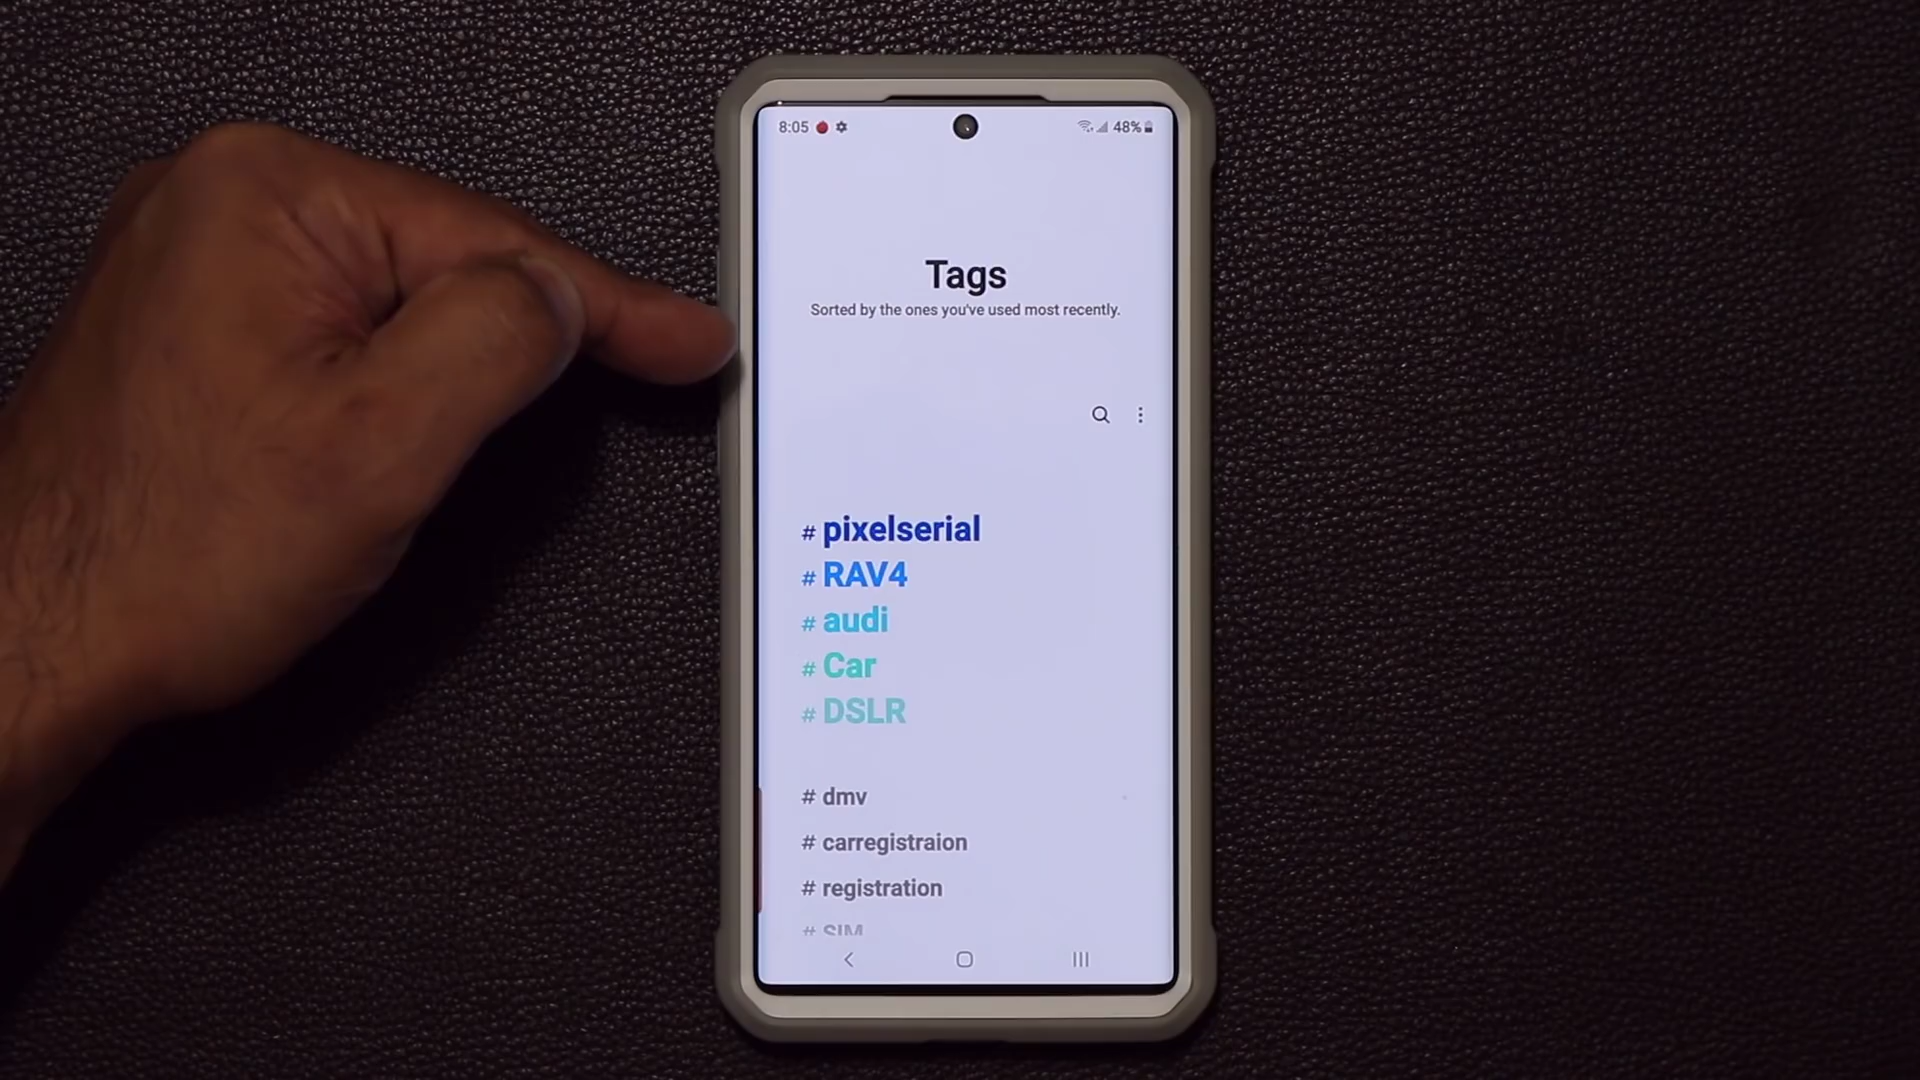 8:05 48%
Tags
Sorted by the ones you've used most recently.
# pixelserial
# RAV4
# audi
# Car
# DSLR
# dmv
# carregistraion
# registration
# SIM